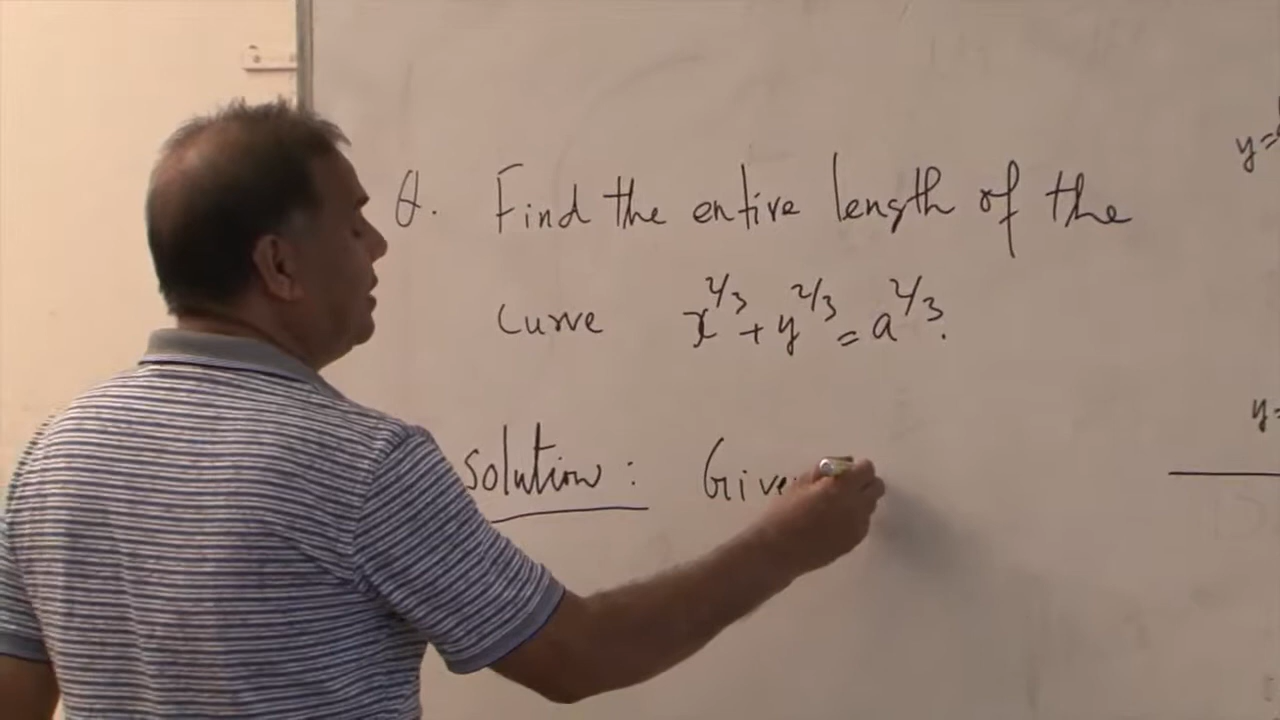 Q. Find the entire length of the
curve x^{2/3} + y^{2/3} = a^{2/3}.
Solution: Give
y=
y=